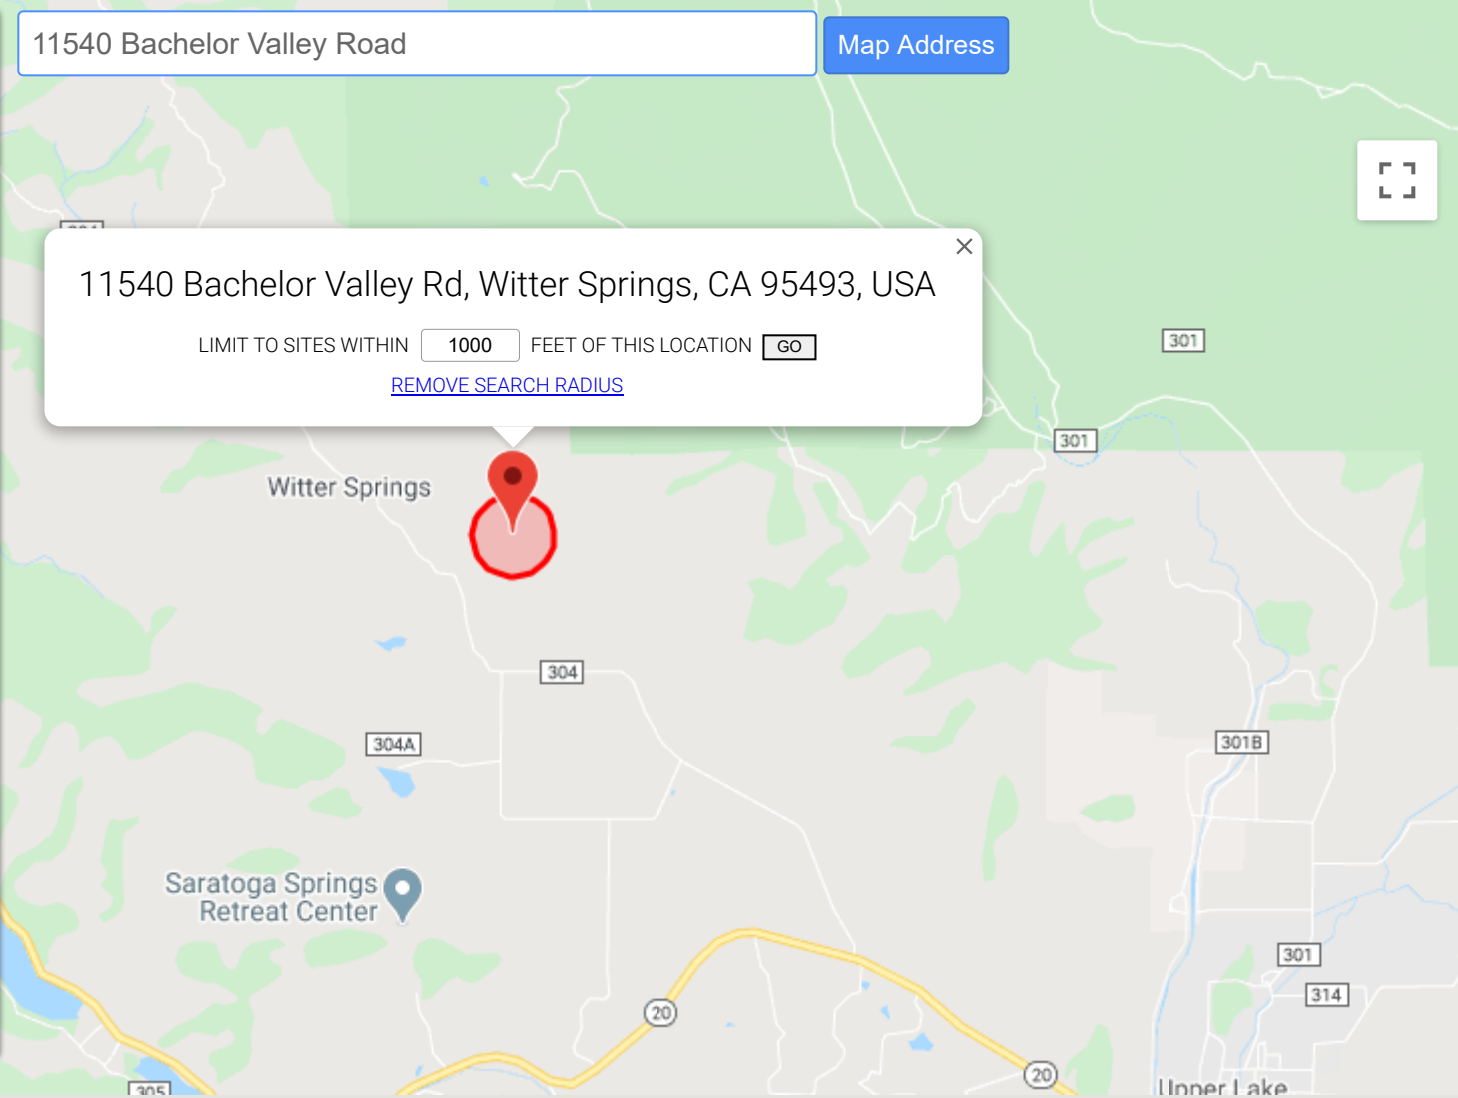 11540 Bachelor Valley Road
Map Address
11540 Bachelor Valley Rd, Witter Springs, CA 95493, USA
LIMIT TO SITES WITHIN 1000 FEET OF THIS LOCATION GO
REMOVE SEARCH RADIUS
301
301
Witter Springs
304
304A
301B
Saratoga Springs
Retreat Center
301
314
20
20
305
Upper Lake